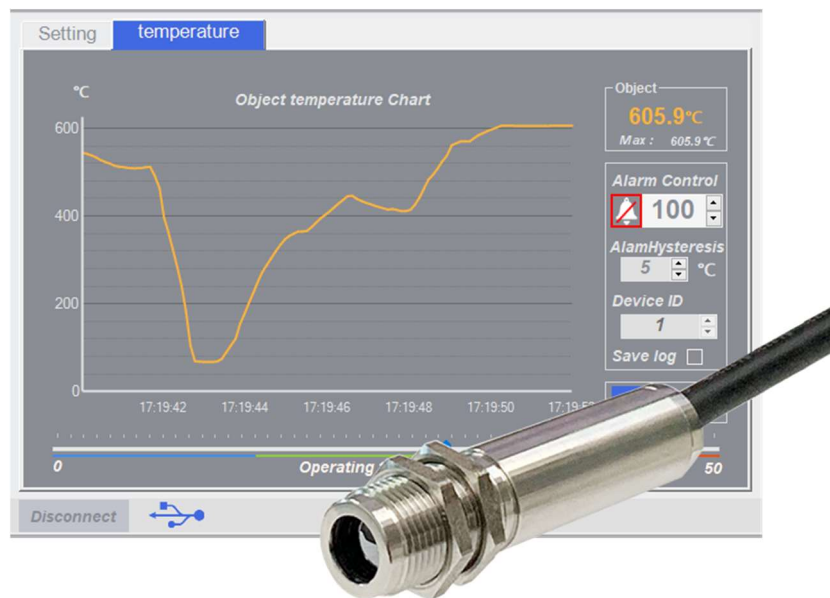 Setting
temperature
°C
Object temperature Chart
600
400
200
0
17:19:42
17:19:44
17:19:46
17:19:48
17:19:50
Object
605.9°C
Max : 605.9°C
Alarm Control
100
AlamHysteresis
5 °C
Device ID
1
Save log
0
Operating
50
Disconnect